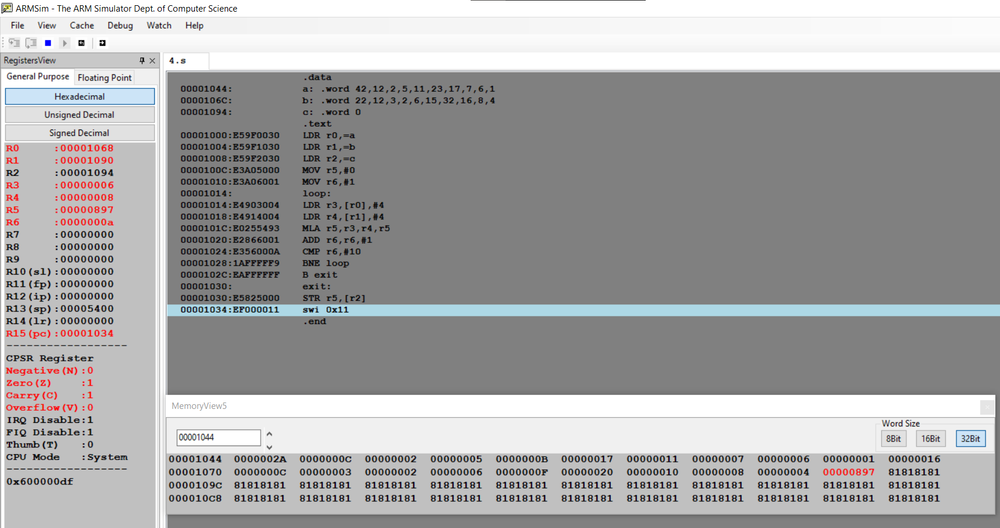 ARMSim - The ARM Simulator Dept. of Computer Science
File View Cache Debug Watch Help
RegistersView
General Purpose Floating Point
Hexadecimal
Unsigned Decimal
Signed Decimal
R0 :00001068
R1 :00001090
R2 :00001094
R3 :00000006
R4 :00000008
R5 :00000897
R6 :0000000a
R7 :00000000
R8 :00000000
R9 :00000000
R10(sl):00000000
R11(fp):00000000
R12(ip):00000000
R13(sp):00005400
R14(lr):00000000
R15(pc):00001034
------------------
CPSR Register
Negative(N):0
Zero(Z) :1
Carry(C) :1
Overflow(V):0
IRQ Disable:1
FIQ Disable:1
Thumb(T) :0
CPU Mode :System
------------------
0x600000df
4.s
.data
00001044: a: .word 42,12,2,5,11,23,17,7,6,1
0000106C: b: .word 22,12,3,2,6,15,32,16,8,4
00001094: c: .word 0
.text
00001000:E59F0030 LDR r0,=a
00001004:E59F1030 LDR r1,=b
00001008:E59F2030 LDR r2,=c
0000100C:E3A05000 MOV r5,#0
00001010:E3A06001 MOV r6,#1
00001014: loop:
00001014:E4903004 LDR r3,[r0],#4
00001018:E4914004 LDR r4,[r1],#4
0000101C:E0255493 MLA r5,r3,r4,r5
00001020:E2866001 ADD r6,r6,#1
00001024:E356000A CMP r6,#10
00001028:1AFFFFF9 BNE loop
0000102C:EAFFFFFF B exit
00001030: exit:
00001030:E5825000 STR r5,[r2]
00001034:EF000011 swi 0x11
.end
MemoryView5
00001044
Word Size
8Bit 16Bit 32Bit
00001044 0000002A 0000000C 00000002 00000005 0000000B 00000017 00000011 00000007 00000006 00000001 00000016
00001070 0000000C 00000003 00000002 00000006 0000000F 00000020 00000010 00000008 00000004 00000897 81818181
0000109C 81818181 81818181 81818181 81818181 81818181 81818181 81818181 81818181 81818181 81818181 81818181
000010C8 81818181 81818181 81818181 81818181 81818181 81818181 81818181 81818181 81818181 81818181 81818181